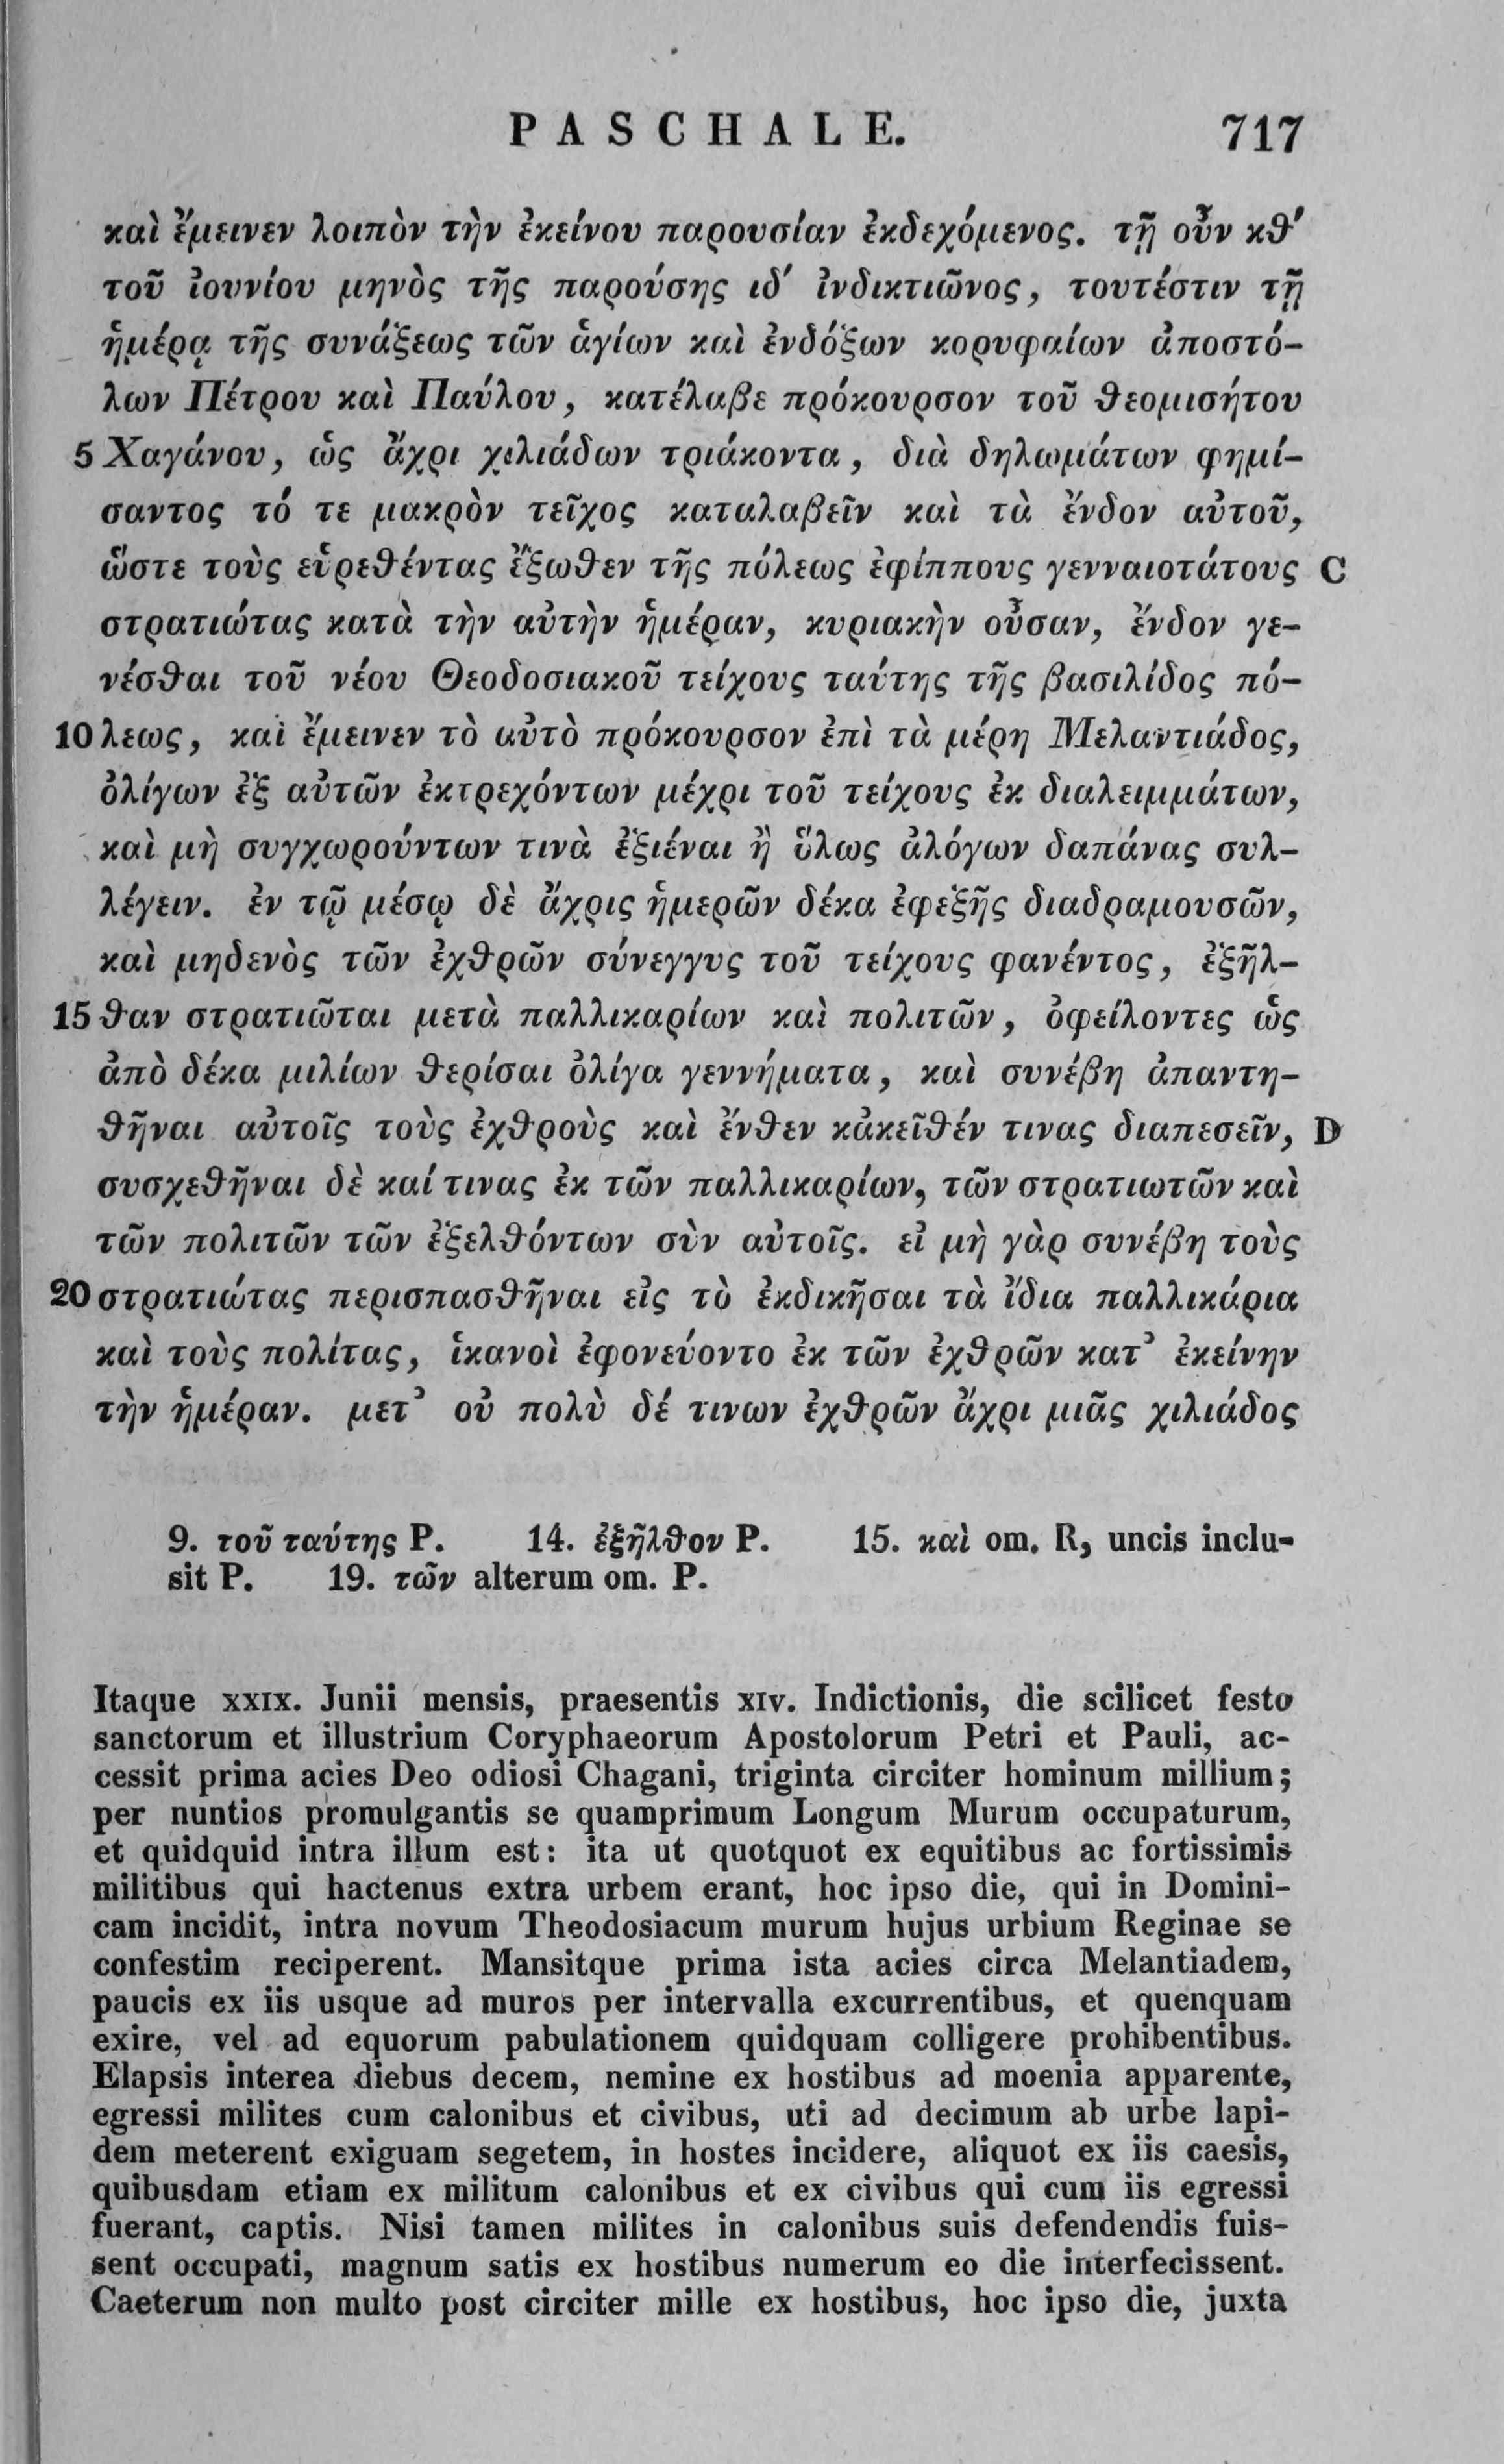 PASCHALE. 717
καὶ ἔμεινεν λοιπὸν τὴν ἐκείνου παρουσίαν ἐκδεχόμενος. τῇ οὖν κθ´
τοῦ ἰουνίου μηνὸς τῆς παρούσης ιδ´ ἰνδικτιῶνος, τουτέστιν τῇ
ἡμέρᾳ τῆς συνάξεως τῶν ἁγίων καὶ ἐνδόξων κορυφαίων ἀποστό-
λων Πέτρου καὶ Παύλου, κατέλαβε πρόκουρσον τοῦ θεομισήτου
5 Χαγάνου, ὡς ἄχρι χιλιάδων τριάκοντα, διὰ δηλωμάτων φημί-
σαντος τό τε μακρὸν τεῖχος καταλαβεῖν καὶ τὰ ἔνδον αὐτοῦ,
ὥστε τοὺς εὑρεθέντας ἔξωθεν τῆς πόλεως ἐφίππους γενναιοτάτους C
στρατιώτας κατὰ τὴν αὐτὴν ἡμέραν, κυριακὴν οὖσαν, ἔνδον γε-
νέσθαι τοῦ νέου Θεοδοσιακοῦ τείχους ταύτης τῆς βασιλίδος πό-
10 λεως, καὶ ἔμεινεν τὸ αὐτὸ πρόκουρσον ἐπὶ τὰ μέρη Μελαντιάδος,
ὀλίγων ἐξ αὐτῶν ἐκτρεχόντων μέχρι τοῦ τείχους ἐκ διαλειμμάτων,
καὶ μὴ συγχωρούντων τινὰ ἐξιέναι ἢ ὅλως ἀλόγων δαπάνας συλ-
λέγειν. ἐν τῷ μέσῳ δὲ ἄχρις ἡμερῶν δέκα ἐφεξῆς διαδραμουσῶν,
καὶ μηδενὸς τῶν ἐχθρῶν σύνεγγυς τοῦ τείχους φανέντος, ἐξῆλ-
15 θαν στρατιῶται μετὰ παλλικαρίων καὶ πολιτῶν, ὀφείλοντες ὡς
ἀπὸ δέκα μιλίων θερίσαι ὀλίγα γεννήματα, καὶ συνέβη ἀπαντη-
θῆναι αὐτοῖς τοὺς ἐχθροὺς καὶ ἔνθεν κἀκεῖθέν τινας διαπεσεῖν, D
συσχεθῆναι δὲ καί τινας ἐκ τῶν παλλικαρίων, τῶν στρατιωτῶν καὶ
τῶν πολιτῶν τῶν ἐξελθόντων σὺν αὐτοῖς. εἰ μὴ γὰρ συνέβη τοὺς
20 στρατιώτας περισπασθῆναι εἰς τὸ ἐκδικῆσαι τὰ ἴδια παλλικάρια
καὶ τοὺς πολίτας, ἱκανοὶ ἐφονεύοντο ἐκ τῶν ἐχθρῶν κατ’ ἐκείνην
τὴν ἡμέραν. μετ’ οὐ πολὺ δέ τινων ἐχθρῶν ἄχρι μιᾶς χιλιάδος
9. τοῦ ταύτης P. 14. ἐξῆλθον P. 15. καὶ om. R, uncis inclu-
sit P. 19. τῶν alterum om. P.
Itaque xxix. Junii mensis, praesentis xiv. Indictionis, die scilicet festo
sanctorum et illustrium Coryphaeorum Apostolorum Petri et Pauli, ac-
cessit prima acies Deo odiosi Chagani, triginta circiter hominum millium;
per nuntios promulgantis se quamprimum Longum Murum occupaturum,
et quidquid intra illum est: ita ut quotquot ex equitibus ac fortissimis
militibus qui hactenus extra urbem erant, hoc ipso die, qui in Domini-
cam incidit, intra novum Theodosiacum murum hujus urbium Reginae se
confestim reciperent. Mansitque prima ista acies circa Melantiadem,
paucis ex iis usque ad muros per intervalla excurrentibus, et quenquam
exire, vel ad equorum pabulationem quidquam colligere prohibentibus.
Elapsis interea diebus decem, nemine ex hostibus ad moenia apparente,
egressi milites cum calonibus et civibus, uti ad decimum ab urbe lapi-
dem meterent exiguam segetem, in hostes incidere, aliquot ex iis caesis,
quibusdam etiam ex militum calonibus et ex civibus qui cum iis egressi
fuerant, captis. Nisi tamen milites in calonibus suis defendendis fuis-
sent occupati, magnum satis ex hostibus numerum eo die interfecissent.
Caeterum non multo post circiter mille ex hostibus, hoc ipso die, juxta